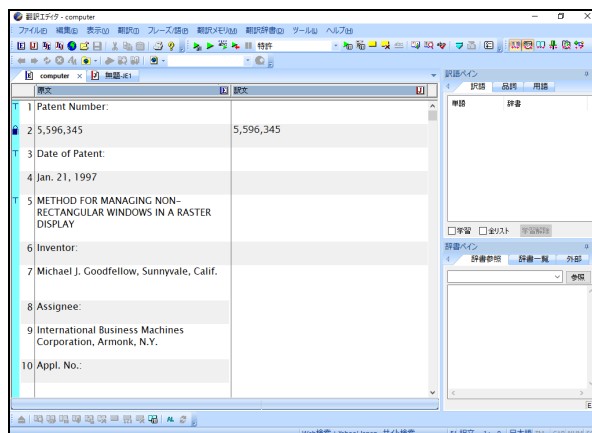 翻訳エディタ - computer
ファイル(F) 編集(E) 表示(V) 翻訳(T) フレーズ/語(P) 翻訳メモリ(M) 翻訳辞書(D) ツール(U) ヘルプ(H)
特許
computer × 無題-JE1
原文 訳文
1 Patent Number:
2 5,596,345 5,596,345
3 Date of Patent:
4 Jan. 21, 1997
5 METHOD FOR MANAGING NON-
RECTANGULAR WINDOWS IN A RASTER
DISPLAY
6 Inventor:
7 Michael J. Goodfellow, Sunnyvale, Calif.
8 Assignee:
9 International Business Machines
Corporation, Armonk, N.Y.
10 Appl. No.:
訳語ペイン
訳語 品詞 用語
単語 辞書
学習 全リスト 学習解除
辞書ペイン
辞書参照 辞書一覧 外部
参照